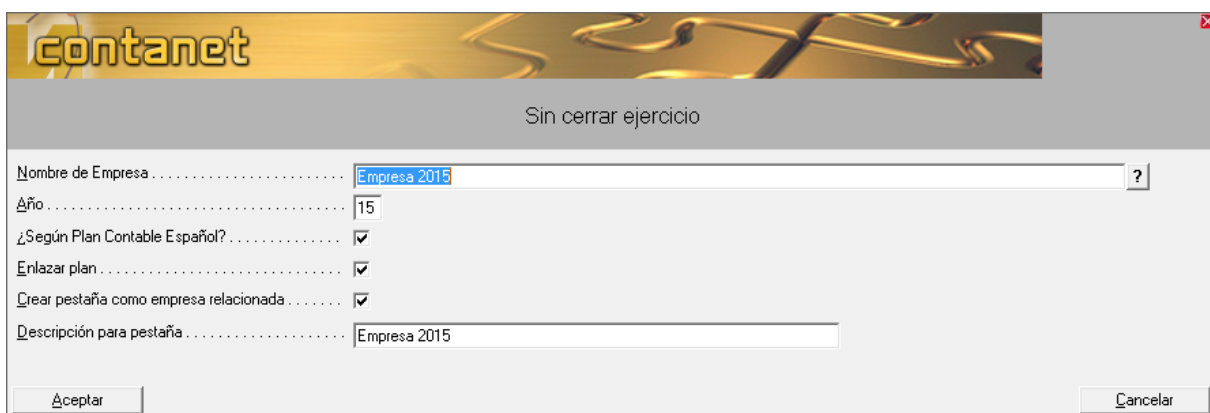 contanet
Sin cerrar ejercicio
Nombre de Empresa . . . . . . . . . . . . . . . . . . . . . . . . Empresa 2015 ?
Año . . . . . . . . . . . . . . . . . . . . . . . . . . . . . . . . . . . . . 15
¿Según Plan Contable Español? . . . . . . . . . . . . . .
Enlazar plan . . . . . . . . . . . . . . . . . . . . . . . . . . . . . .
Crear pestaña como empresa relacionada . . . . . . .
Descripción para pestaña . . . . . . . . . . . . . . . . . . . . Empresa 2015
Aceptar Cancelar